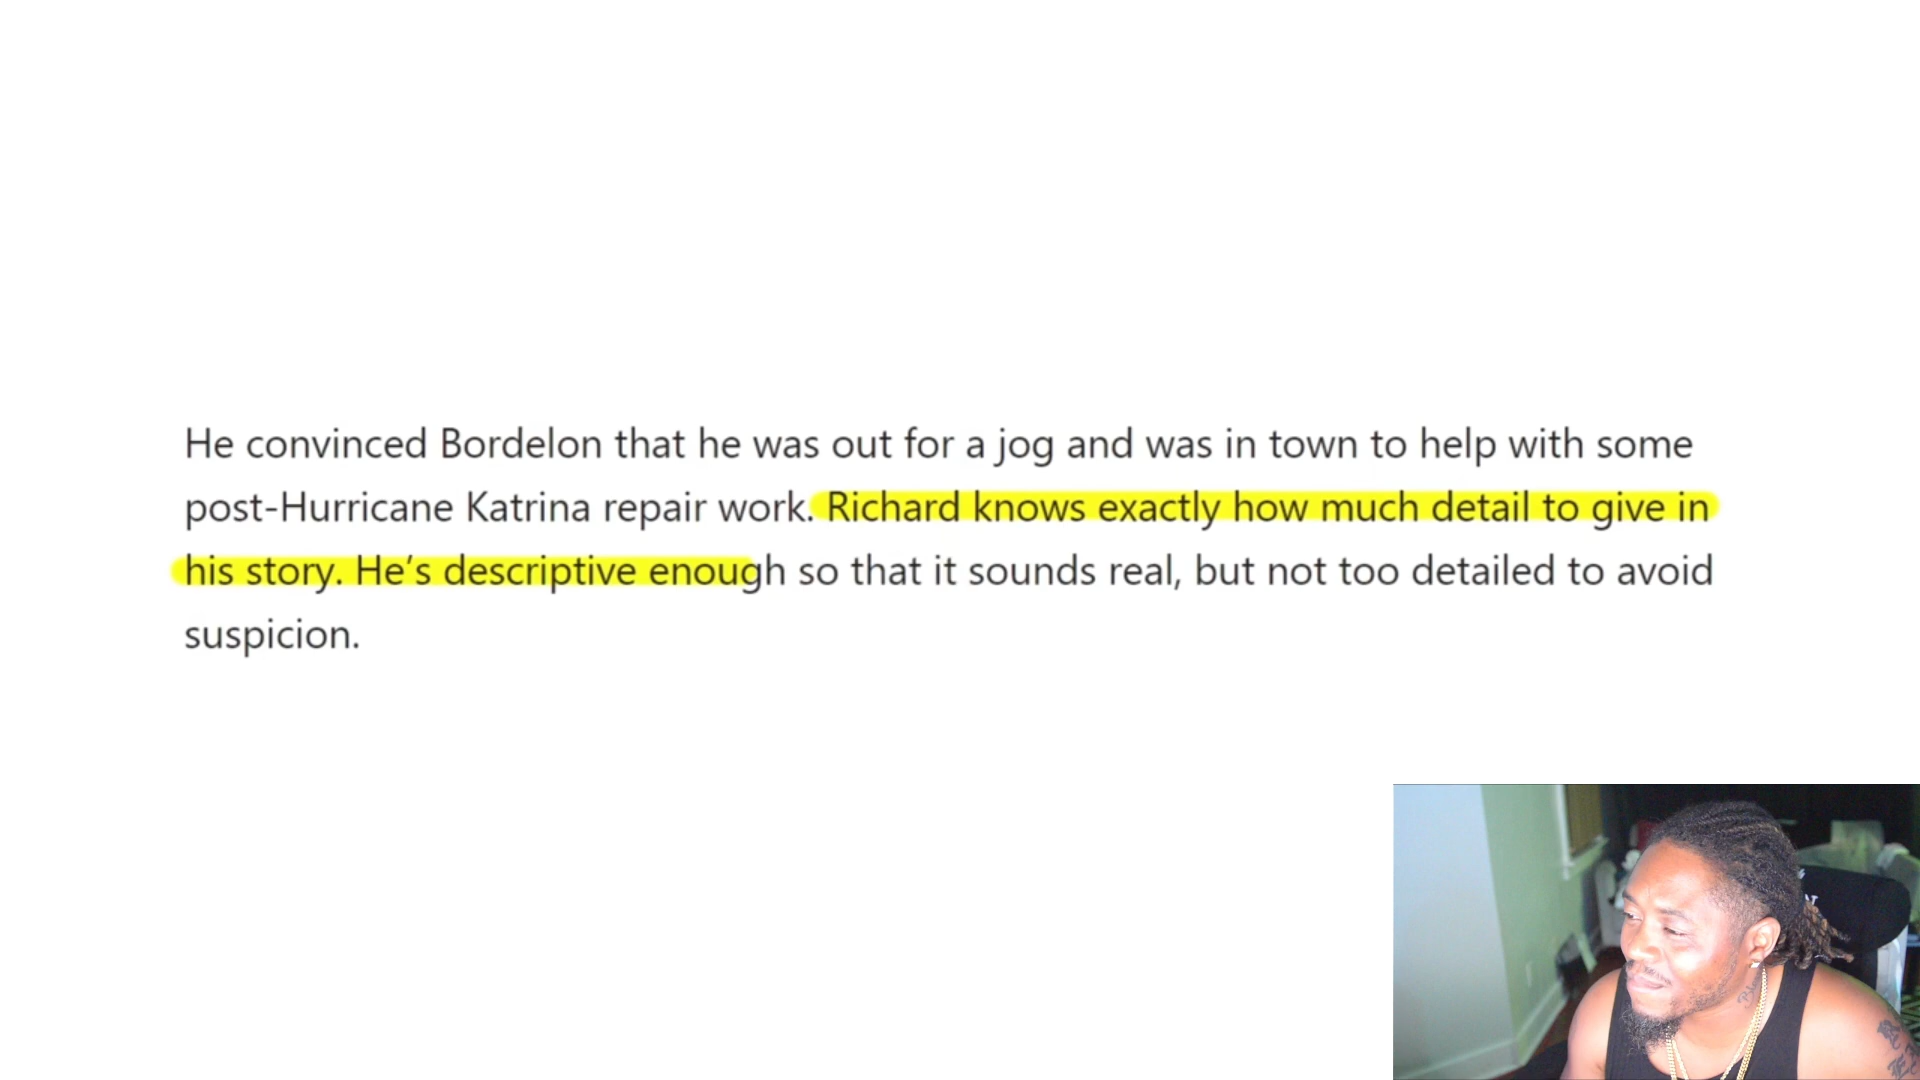 He convinced Bordelon that he was out for a jog and was in town to help with some
post-Hurricane Katrina repair work. Richard knows exactly how much detail to give in
his story. He’s descriptive enough so that it sounds real, but not too detailed to avoid
suspicion.